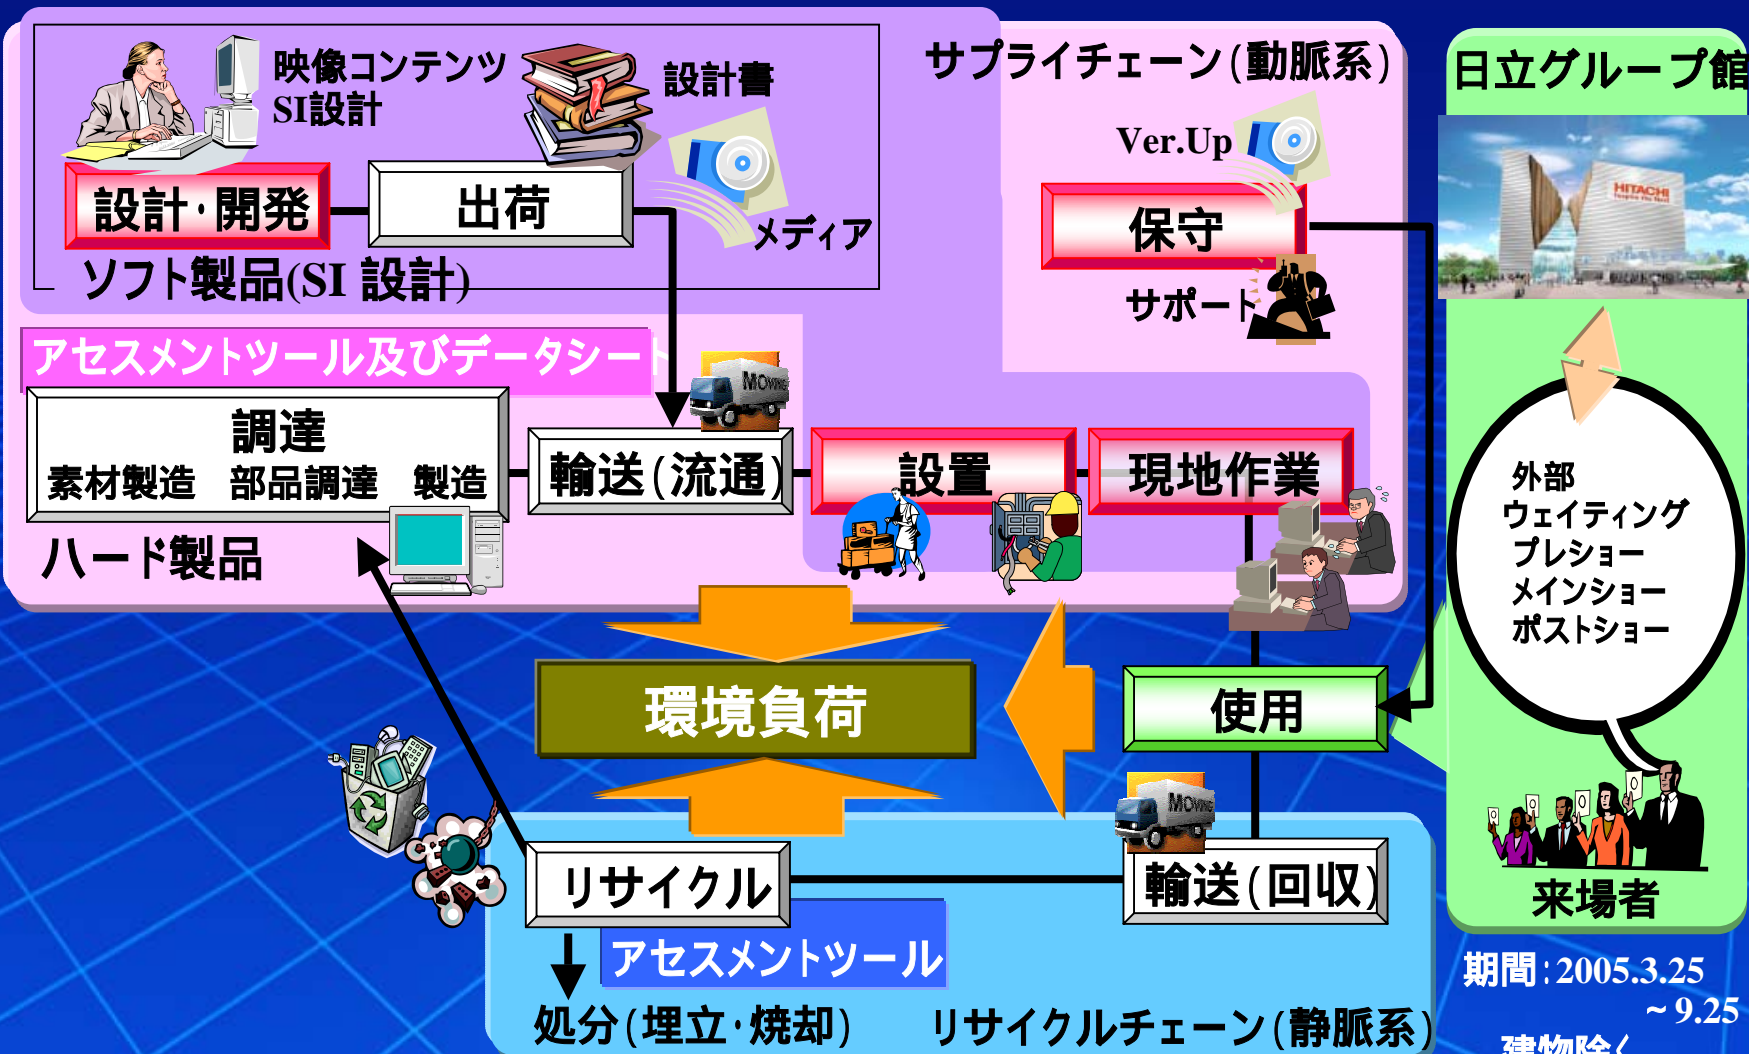 映像コンテンツ
SI設計
設計書
設計・開発
出荷
メディア
ソフト製品(SI 設計)
サプライチェーン(動脈系)
Ver.Up
保守
サポート
アセスメントツール及びデータシート
調達
素材製造 部品調達 製造
ハード製品
輸送(流通)
MOVING
設置
現地作業
環境負荷
使用
MOVING
輸送(回収)
リサイクル
アセスメントツール
処分(埋立・焼却)
リサイクルチェーン(静脈系)
日立グループ館
HITACHI
Inspire the Next
外部
ウェイティング
プレショー
メインショー
ポストショー
来場者
期間:2005.3.25
~9.25
建物除く